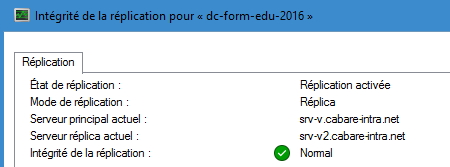 Intégrité de la réplication pour « dc-form-edu-2016 »
Réplication
État de réplication : Réplication activée
Mode de réplication : Réplica
Serveur principal actuel : srv-v.cabare-intra.net
Serveur réplica actuel : srv-v2.cabare-intra.net
Intégrité de la réplication : Normal